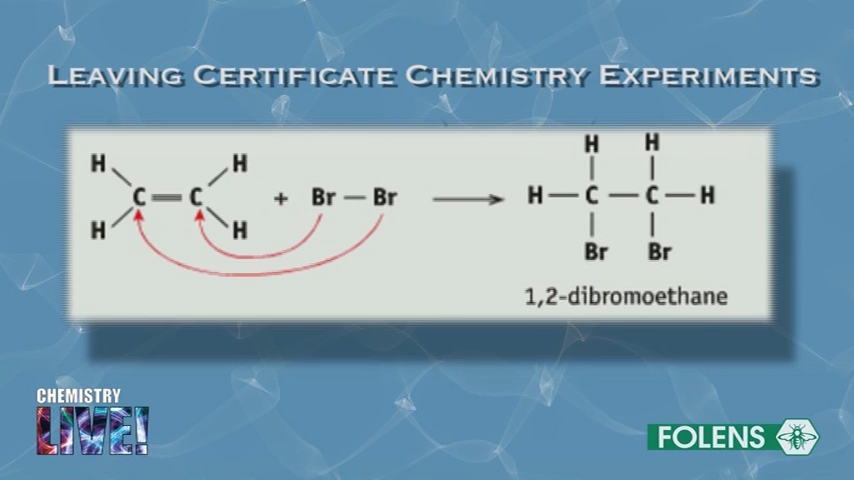 LEAVING CERTIFICATE CHEMISTRY EXPERIMENTS
H H H H
C = C + Br — Br → H — C — C — H
H H Br Br
1,2-dibromoethane
CHEMISTRY
LIVE!
FOLENS